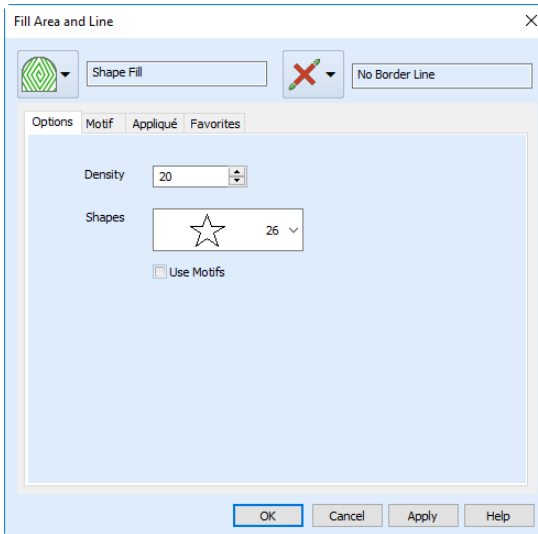 Fill Area and Line
Shape Fill
No Border Line
Options Motif Appliqué Favorites
Density 20
Shapes 26
Use Motifs
OK Cancel Apply Help